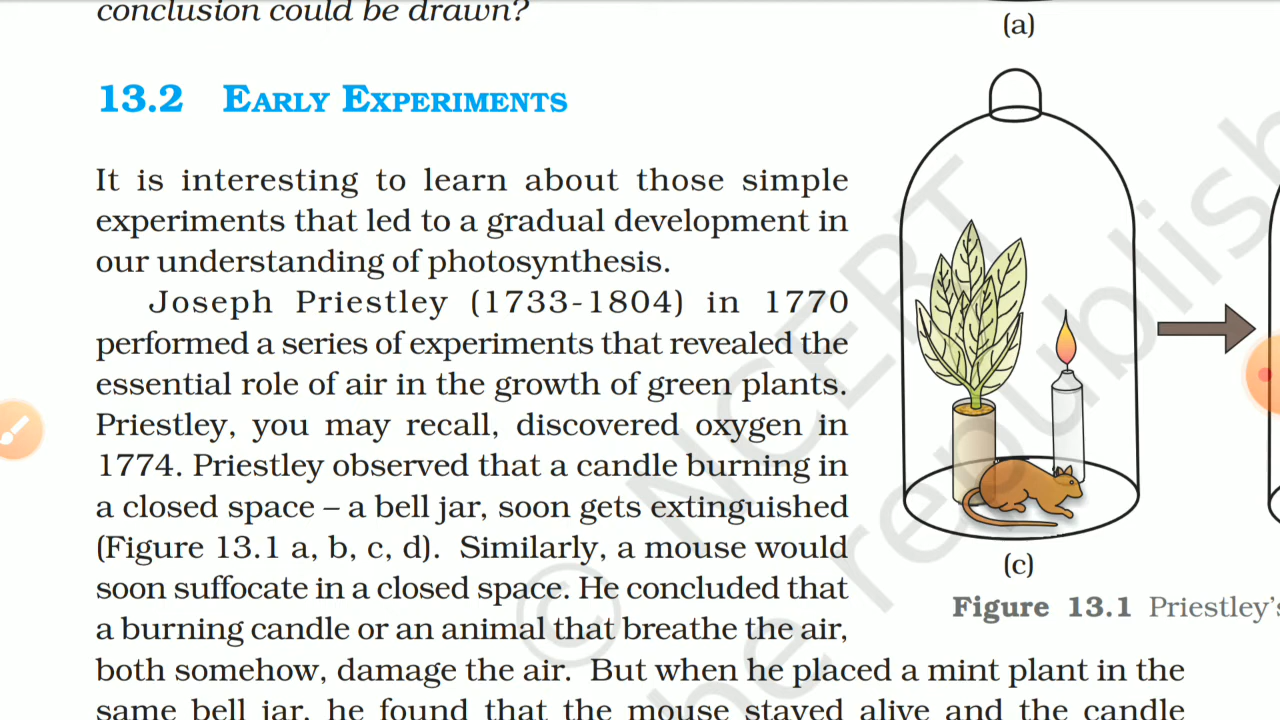 conclusion could be drawn?
(a)
13.2 EARLY EXPERIMENTS
It is interesting to learn about those simple
experiments that led to a gradual development in
our understanding of photosynthesis.
Joseph Priestley (1733-1804) in 1770
performed a series of experiments that revealed the
essential role of air in the growth of green plants.
Priestley, you may recall, discovered oxygen in
1774. Priestley observed that a candle burning in
a closed space – a bell jar, soon gets extinguished
(Figure 13.1 a, b, c, d). Similarly, a mouse would
soon suffocate in a closed space. He concluded that
a burning candle or an animal that breathe the air,
both somehow, damage the air. But when he placed a mint plant in the
same bell jar, he found that the mouse stayed alive and the candle
(c)
Figure 13.1 Priestley's
© NCERT
be republish